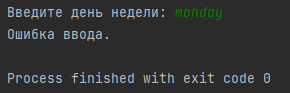 Введите день недели: monday
Ошибка ввода.
Process finished with exit code 0